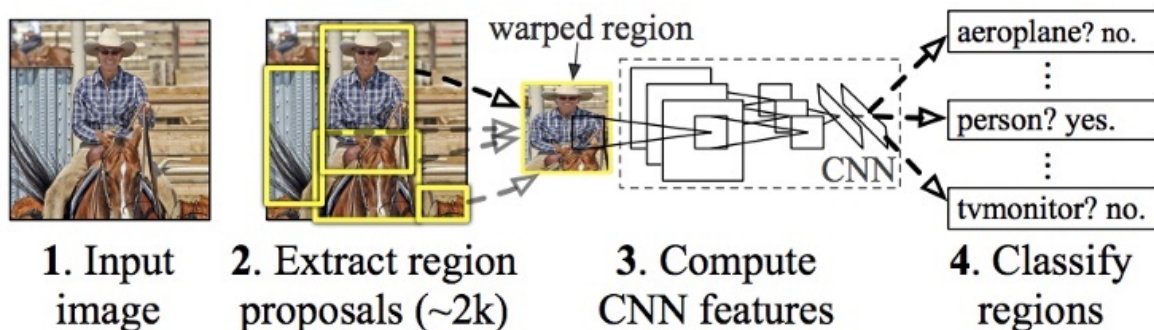 warped region
aeroplane? no.
person? yes.
CNN
tvmonitor? no.
1. Input
image
2. Extract region
proposals (~2k)
3. Compute
CNN features
4. Classify
regions